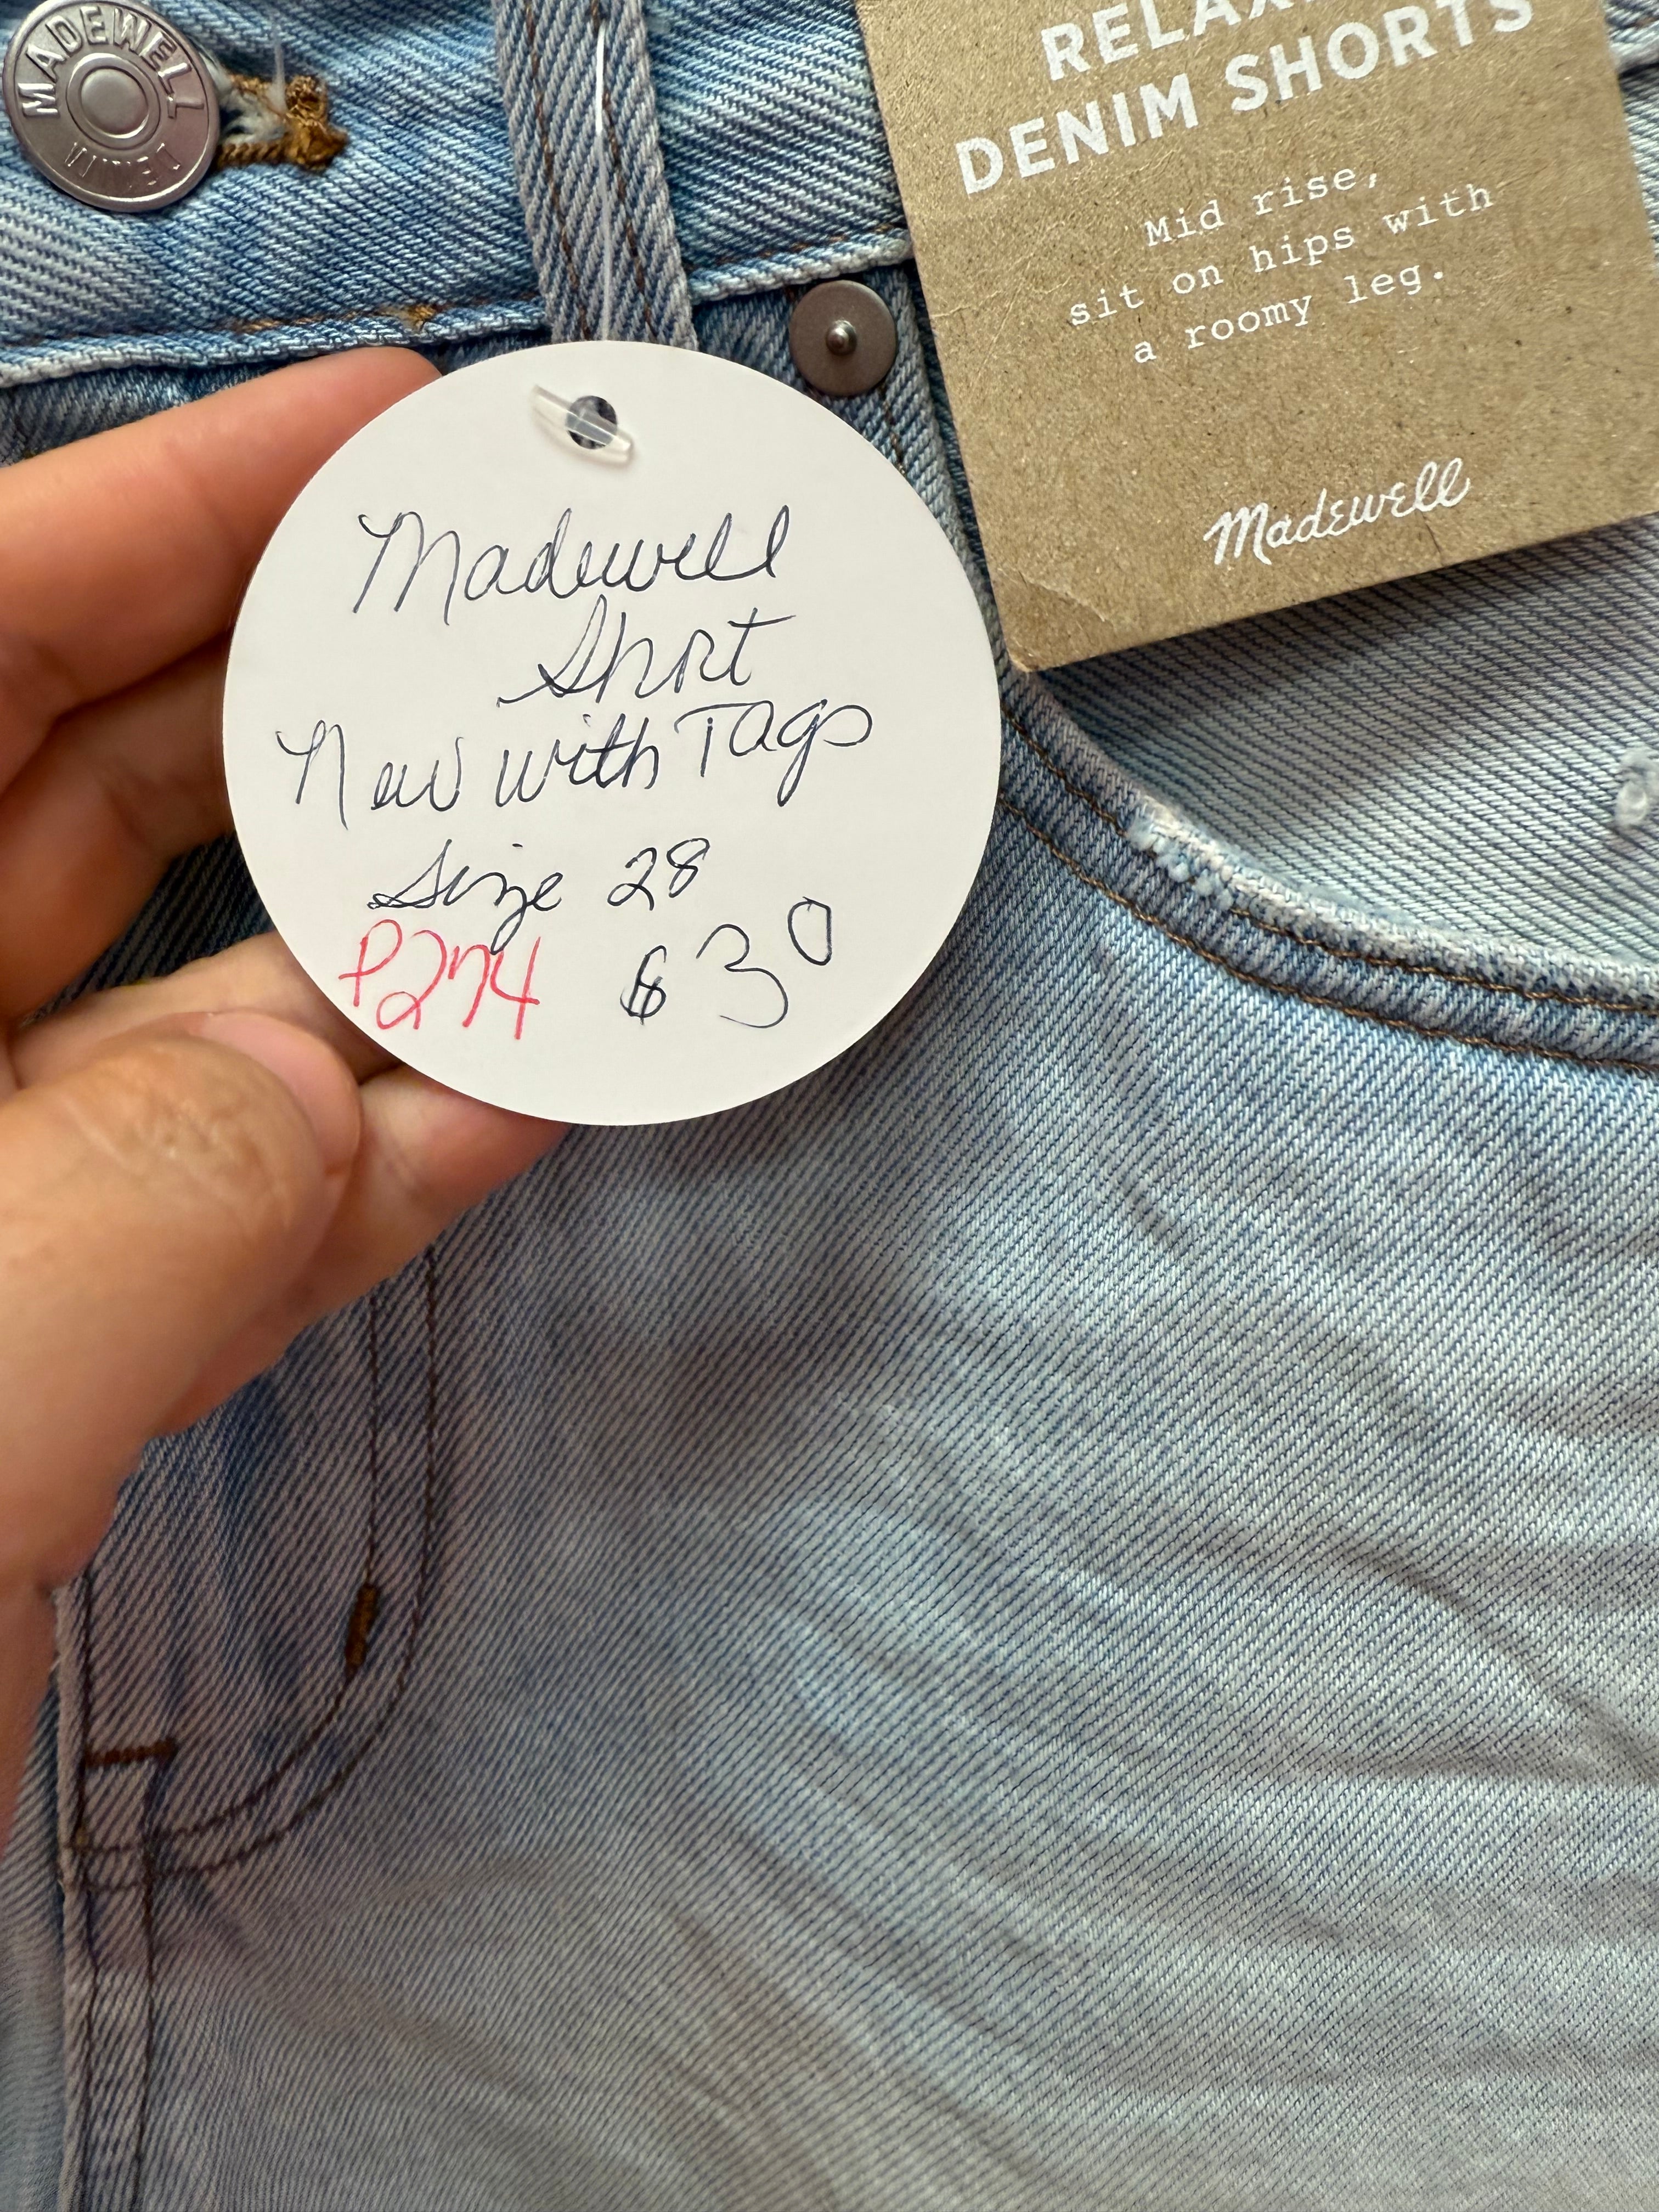 MADEWELL
DENIM
DENIM SHORTS
Mid rise,
sit on hips with
a roomy leg.
Madewell
Madewell
Short
New with Tags
Size 28
P274 $30